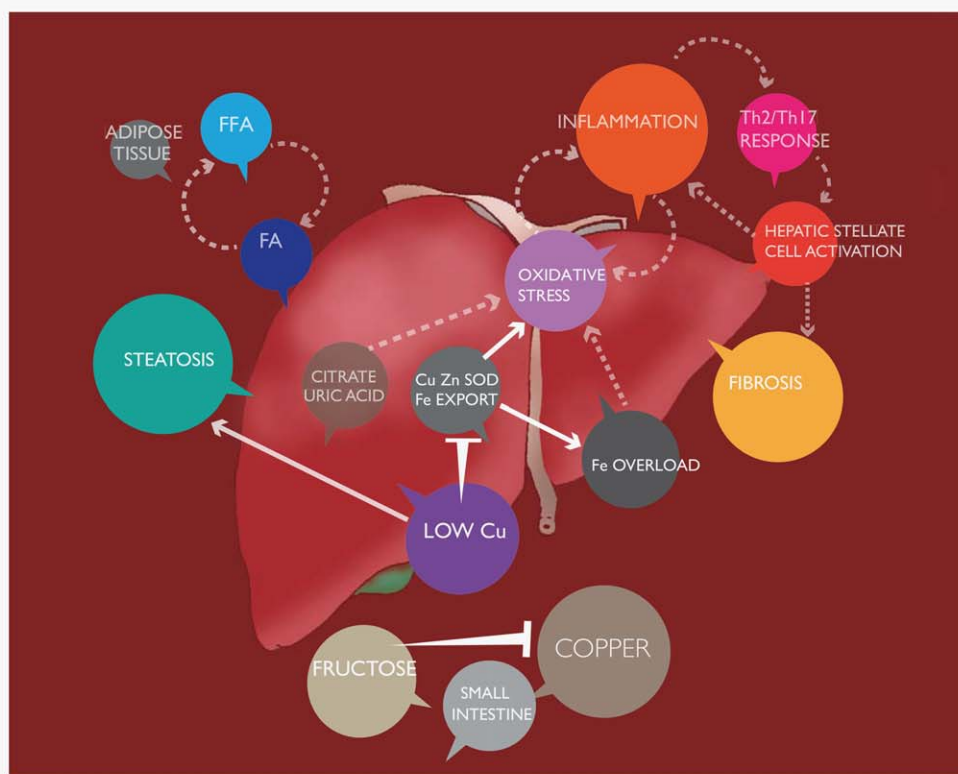 ADIPOSE
TISSUE
FFA
FA
INFLAMMATION
Th2/Th17
RESPONSE
HEPATIC STELLATE
CELL ACTIVATION
OXIDATIVE
STRESS
STEATOSIS
CITRATE
URIC ACID
Cu Zn SOD
Fe EXPORT
FIBROSIS
Fe OVERLOAD
LOW Cu
FRUCTOSE
COPPER
SMALL
INTESTINE